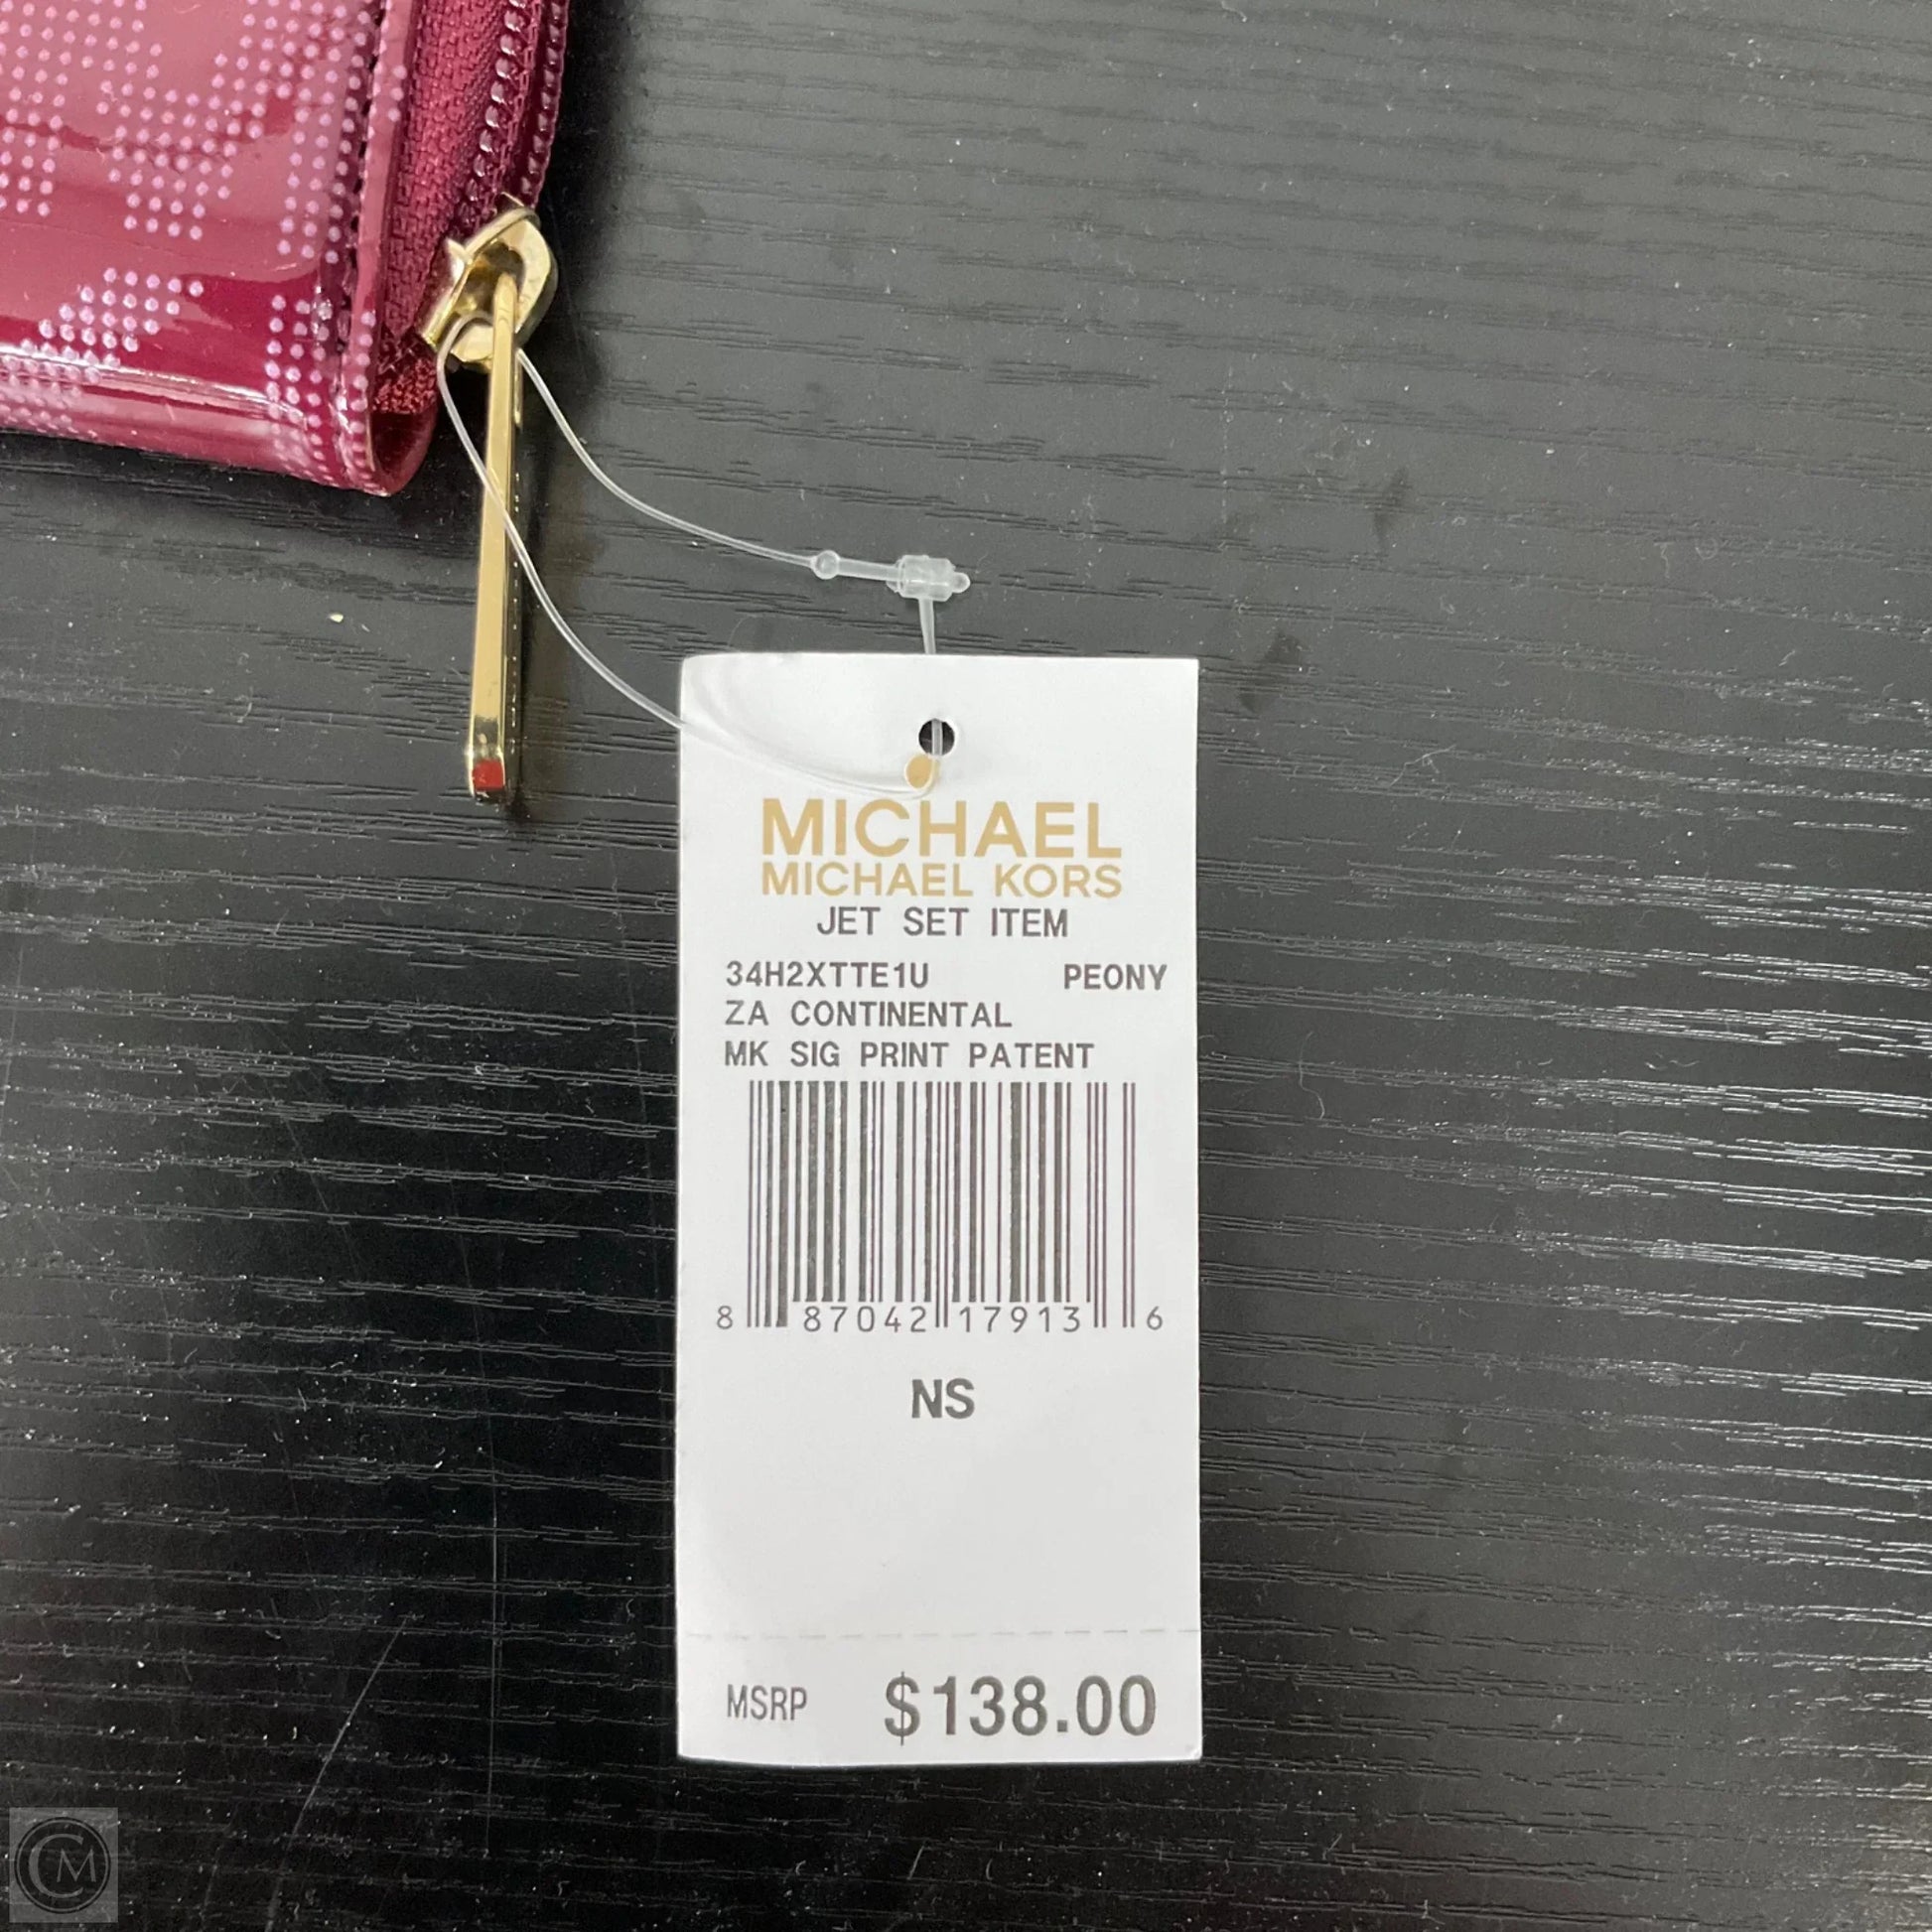 MICHAEL
MICHAEL KORS
JET SET ITEM
34H2XTTE1U PEONY
ZA CONTINENTAL
MK SIG PRINT PATENT
8 87042 17913 6
NS
MSRP $138.00
CM